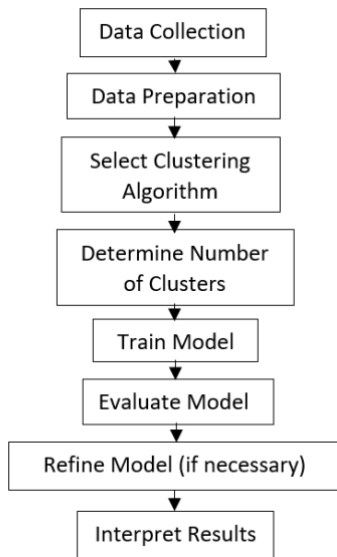 Data Collection
Data Preparation
Select Clustering
Algorithm
Determine Number
of Clusters
Train Model
Evaluate Model
Refine Model (if necessary)
Interpret Results